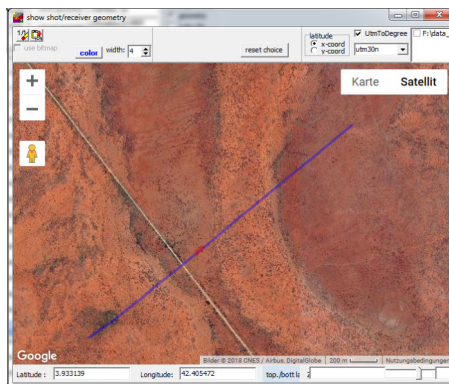 show shot/receiver geometry
use bitmap
color
width: 4
reset choice
latitude
x-coord
y-coord
UtmToDegree
utm30n
F:\data_
Karte
Satellit
Google
Bilder © 2018 CNES / Airbus, DigitalGlobe
200 m
Nutzungsbedingungen
Latitude : 3.933139
Longitude: 42.405472
top./bott la